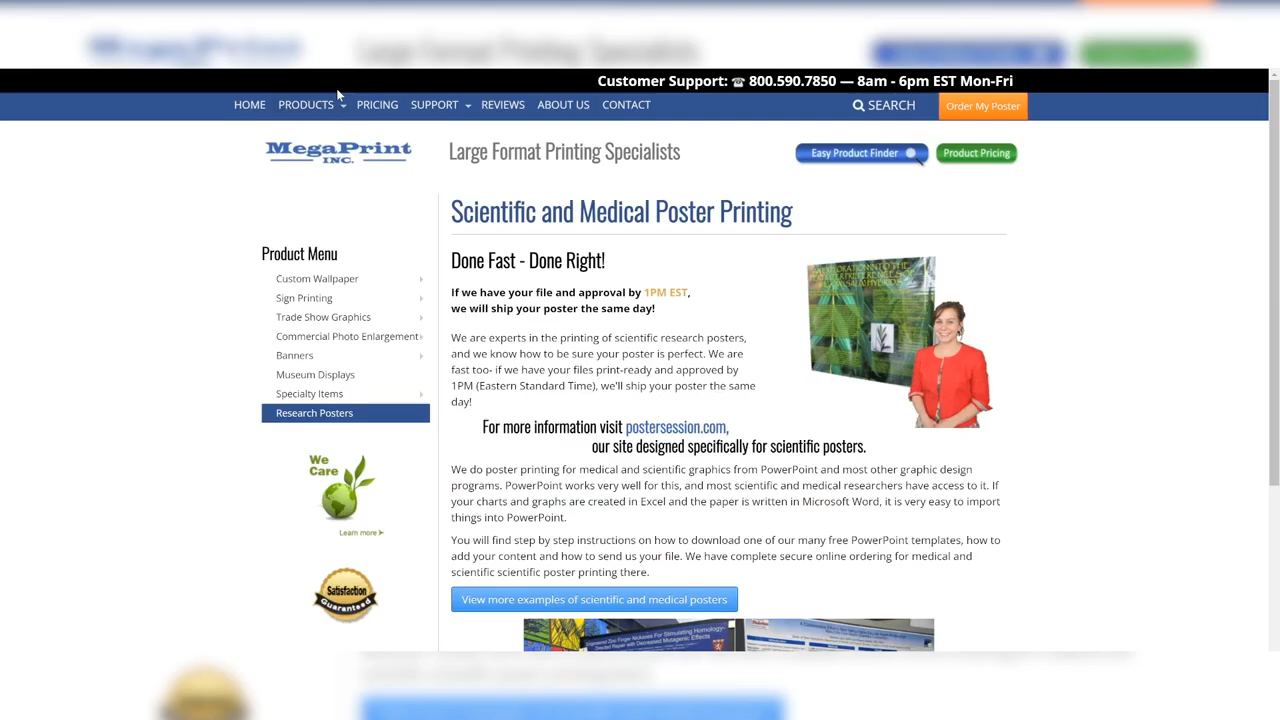 Large Format Printing Specialists
Customer Support: ☎ 800.590.7850 — 8am - 6pm EST Mon-Fri
HOME PRODUCTS PRICING SUPPORT REVIEWS ABOUT US CONTACT SEARCH Order My Poster
MegaPrint INC. Large Format Printing Specialists Easy Product Finder Product Pricing
Scientific and Medical Poster Printing
Product Menu
Custom Wallpaper
Sign Printing
Trade Show Graphics
Commercial Photo Enlargement
Banners
Museum Displays
Specialty Items
Research Posters
We Care
Learn more
Satisfaction
Guaranteed
Done Fast - Done Right!
If we have your file and approval by 1PM EST,
we will ship your poster the same day!
We are experts in the printing of scientific research posters,
and we know how to be sure your poster is perfect. We are
fast too- if we have your files print-ready and approved by
1PM (Eastern Standard Time), we'll ship your poster the same
day!
For more information visit postersession.com,
our site designed specifically for scientific posters.
We do poster printing for medical and scientific graphics from PowerPoint and most other graphic design
programs. PowerPoint works very well for this, and most scientific and medical researchers have access to it. If
your charts and graphs are created in Excel and the paper is written in Microsoft Word, it is very easy to import
things into PowerPoint.
You will find step by step instructions on how to download one of our many free PowerPoint templates, how to
add your content and how to send us your file. We have complete secure online ordering for medical and
scientific scientific poster printing there.
View more examples of scientific and medical posters